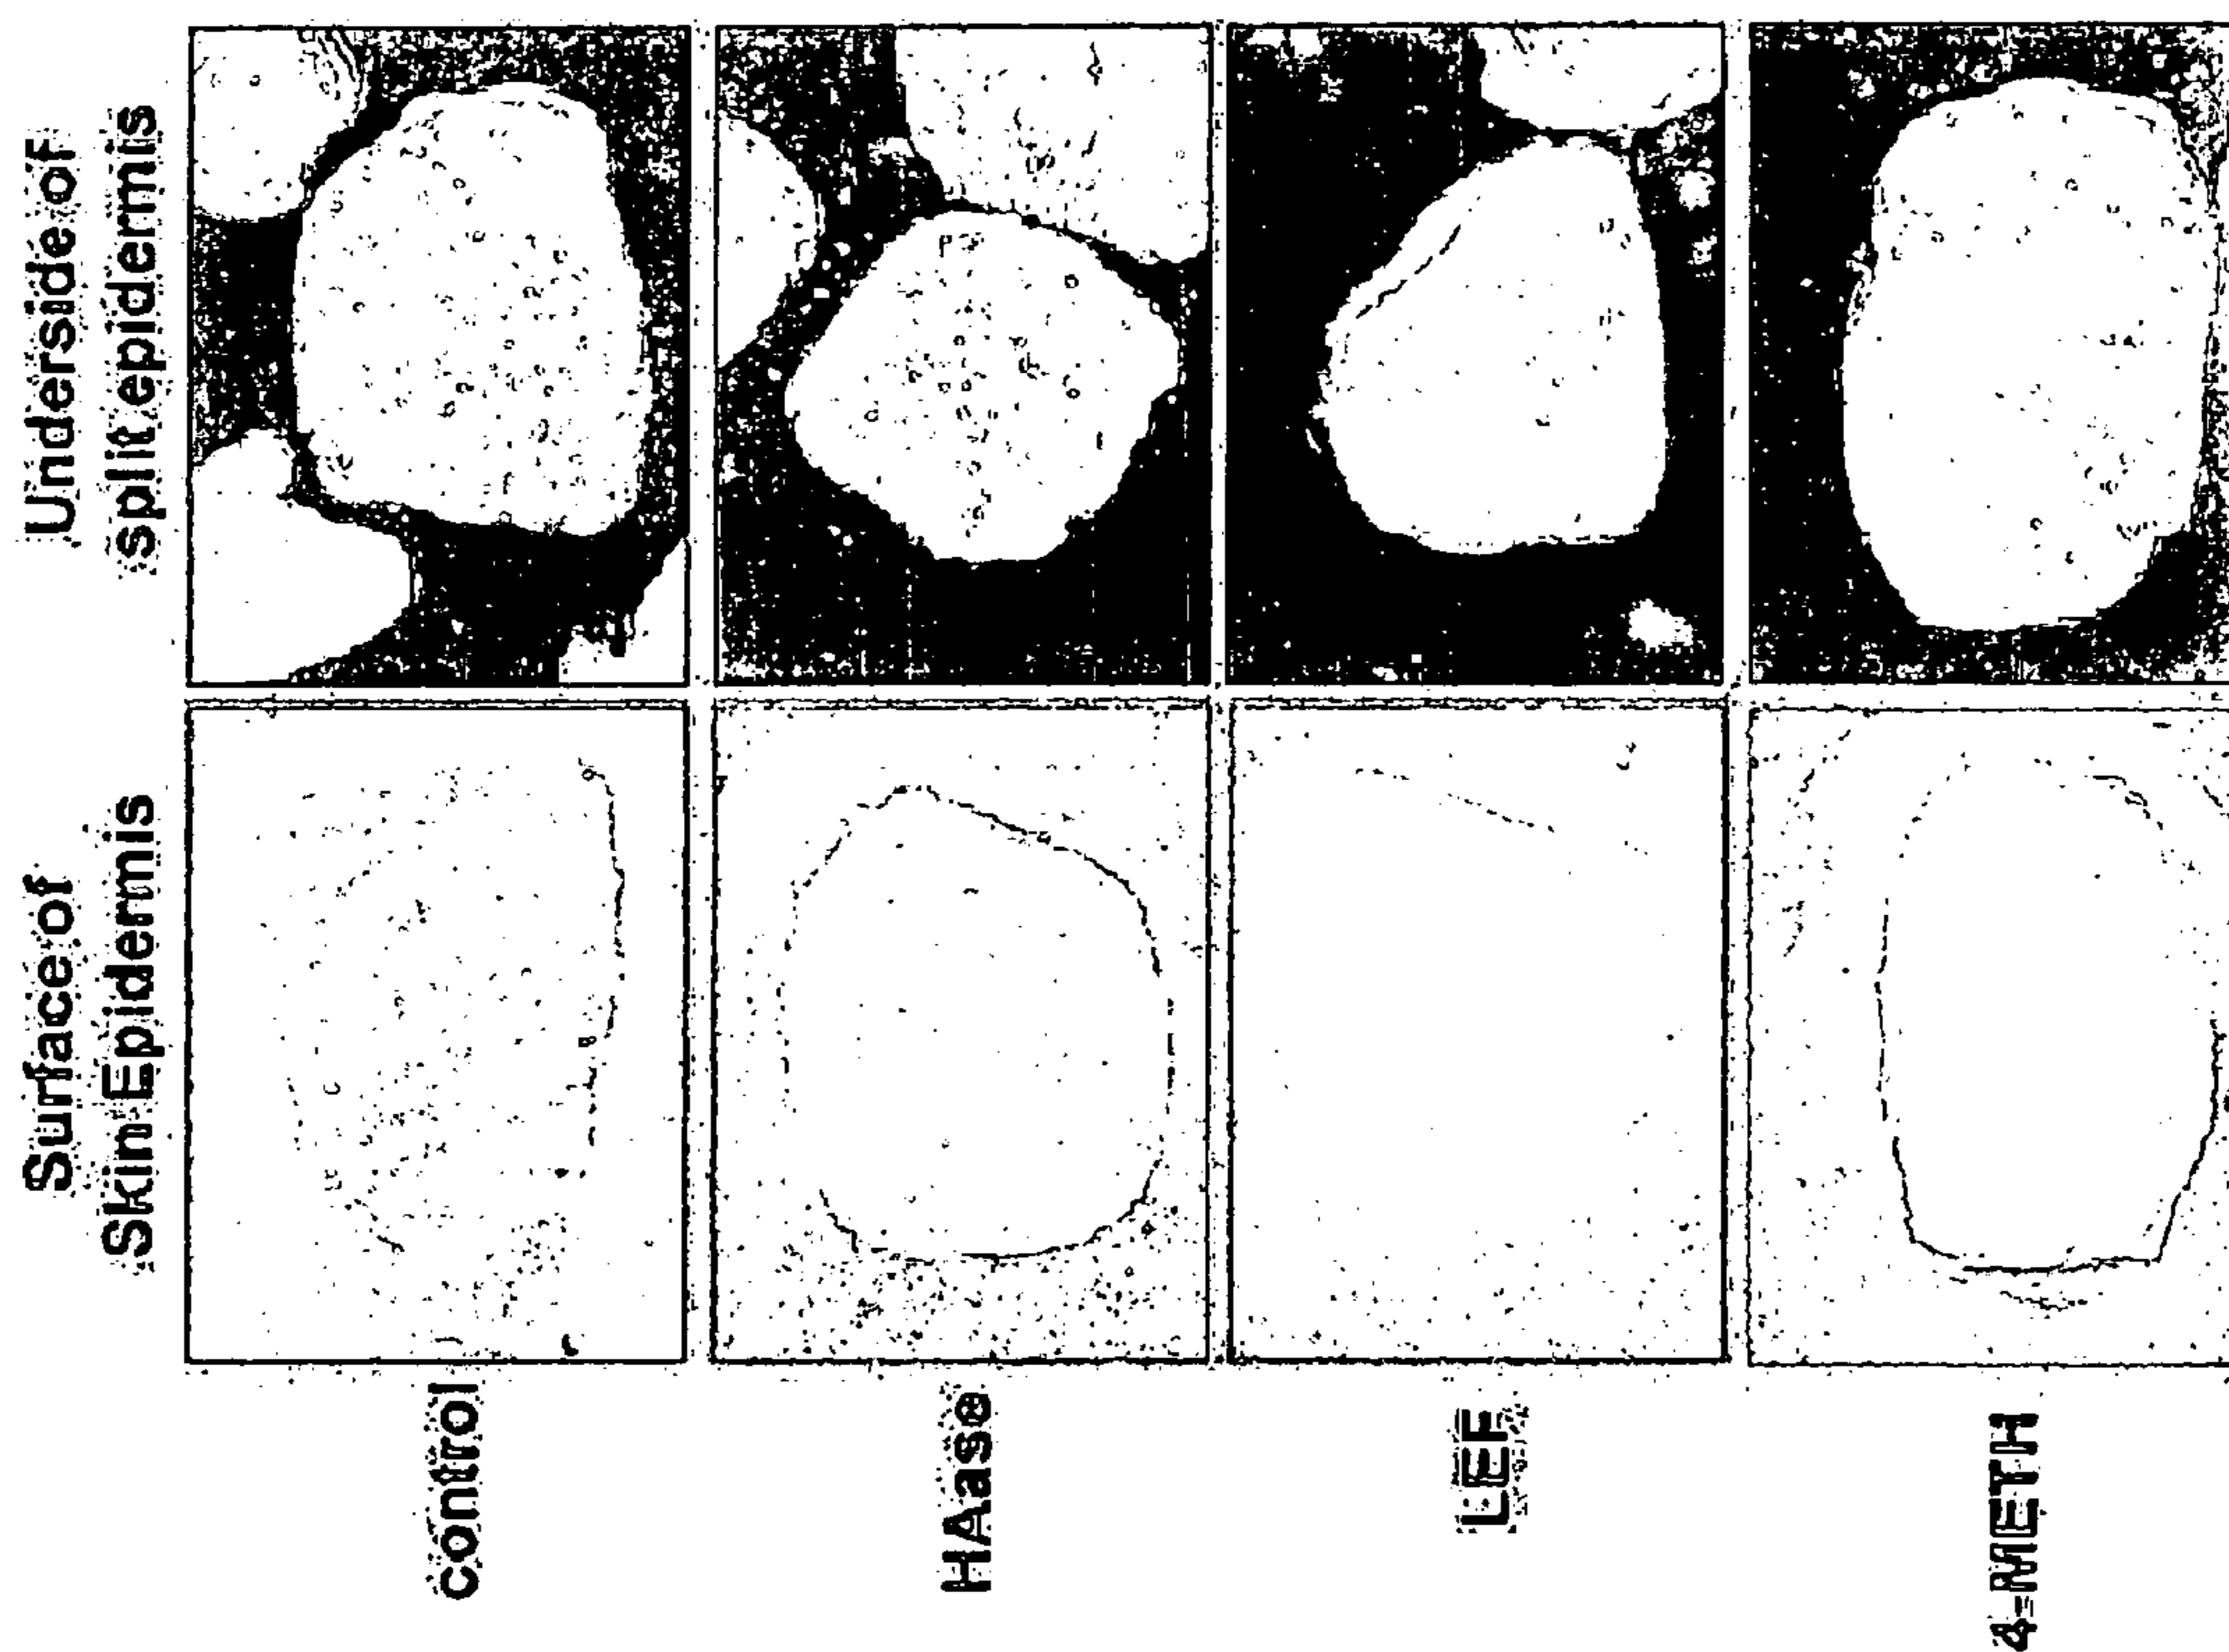 Surface of
Skin Epidermis
Underside of
split epidermis
control
HAase
LEF
4-METH